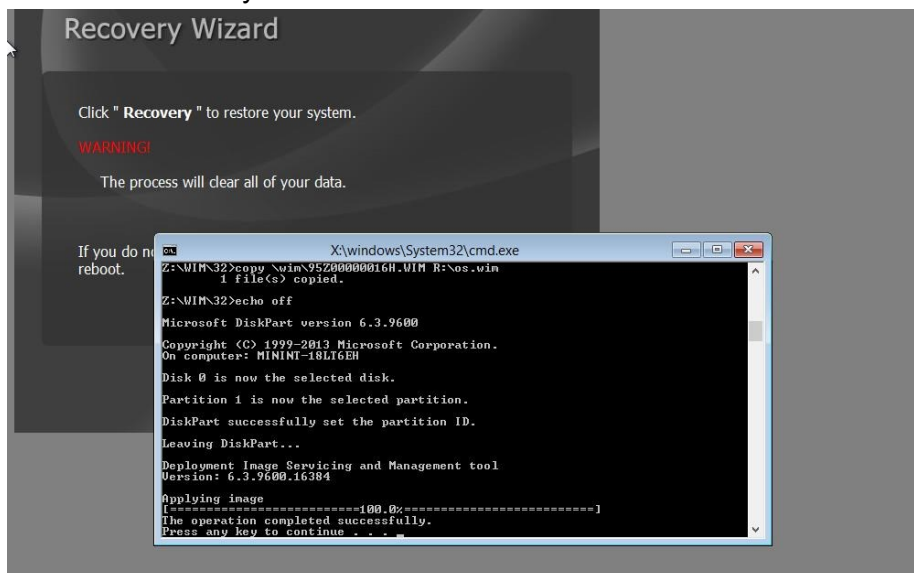 Recovery Wizard
Click " Recovery " to restore your system.
WARNING!
The process will clear all of your data.
If you do n
reboot.
X:\windows\System32\cmd.exe
Z:\WIM\32>copy \wim\95Z00000016H.WIM R:\os.wim
1 file(s) copied.
Z:\WIM\32>echo off
Microsoft DiskPart version 6.3.9600
Copyright (C) 1999-2013 Microsoft Corporation.
On computer: MININT-18LT6EH
Disk 0 is now the selected disk.
Partition 1 is now the selected partition.
DiskPart successfully set the partition ID.
Leaving DiskPart...
Deployment Image Servicing and Management tool
Version: 6.3.9600.16384
Applying image
[==========================100.0%==========================]
The operation completed successfully.
Press any key to continue . . . _